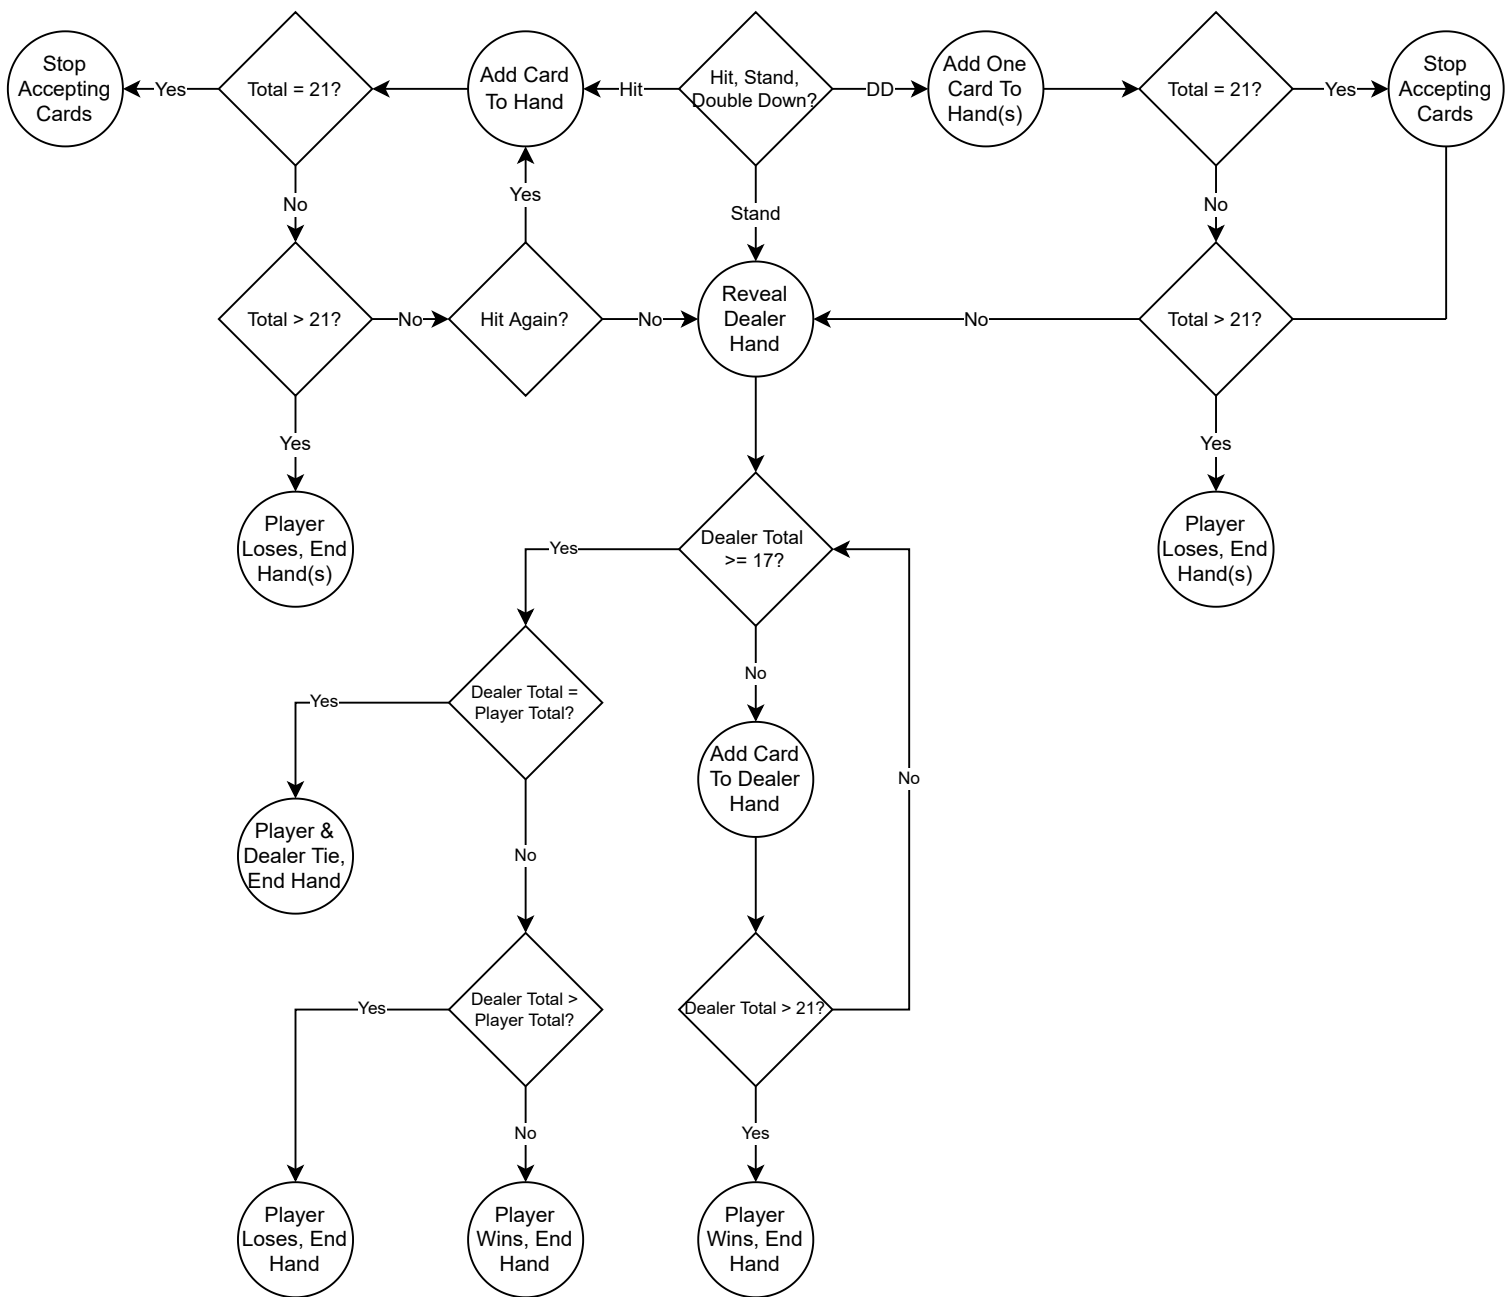 Stop
Accepting
Cards
Yes
Total = 21?
Add Card
To Hand
Hit
Hit, Stand,
Double Down?
DD
Add One
Card To
Hand(s)
Total = 21?
Yes
Stop
Accepting
Cards
No
Yes
Stand
No
Total > 21?
No
Hit Again?
No
Reveal
Dealer
Hand
No
Total > 21?
Yes
Yes
Player
Loses, End
Hand(s)
Yes
Dealer Total
>= 17?
Player
Loses, End
Hand(s)
No
Yes
Dealer Total =
Player Total?
Add Card
To Dealer
Hand
No
Player &
Dealer Tie,
End Hand
No
Yes
Dealer Total >
Player Total?
Dealer Total > 21?
No
Yes
Player
Loses, End
Hand
Player
Wins, End
Hand
Player
Wins, End
Hand